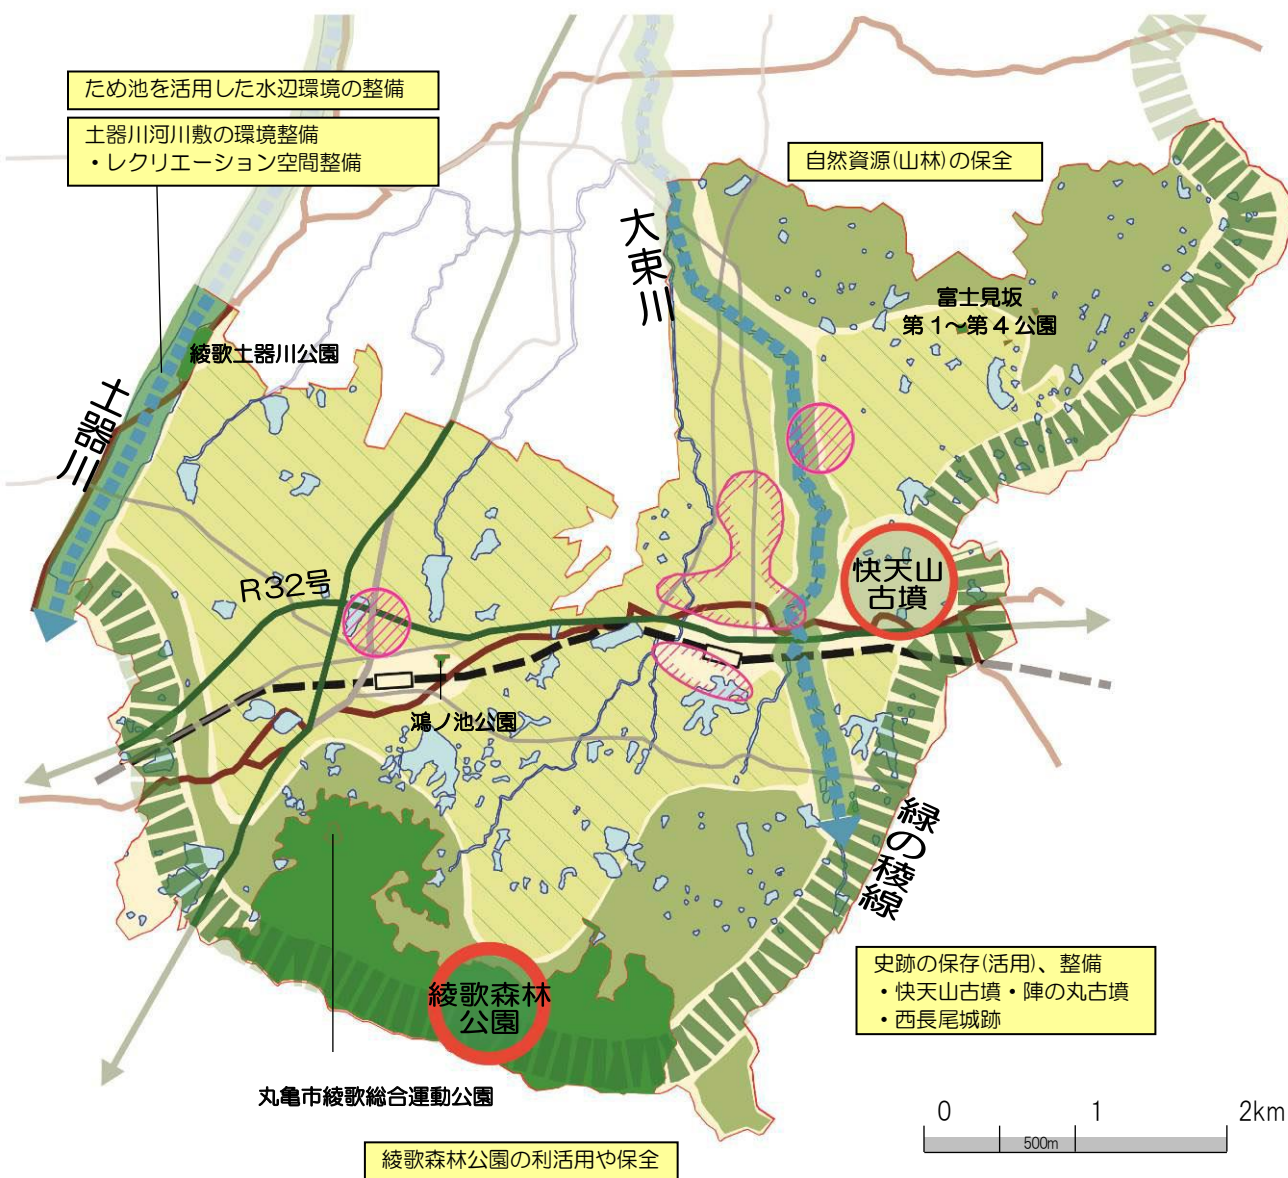 ため池を活用した水辺環境の整備
土器川河川敷の環境整備
・レクリエーション空間整備
自然資源(山林)の保全
大束川
富士見坂
第1～第4公園
綾歌土器川公園
土器川
R32号
快天山
古墳
鴻ノ池公園
緑の稜線
史跡の保存(活用)、整備
・快天山古墳・陣の丸古墳
・西長尾城跡
綾歌森林
公園
丸亀市綾歌総合運動公園
0 1 2km
500m
綾歌森林公園の利活用や保全